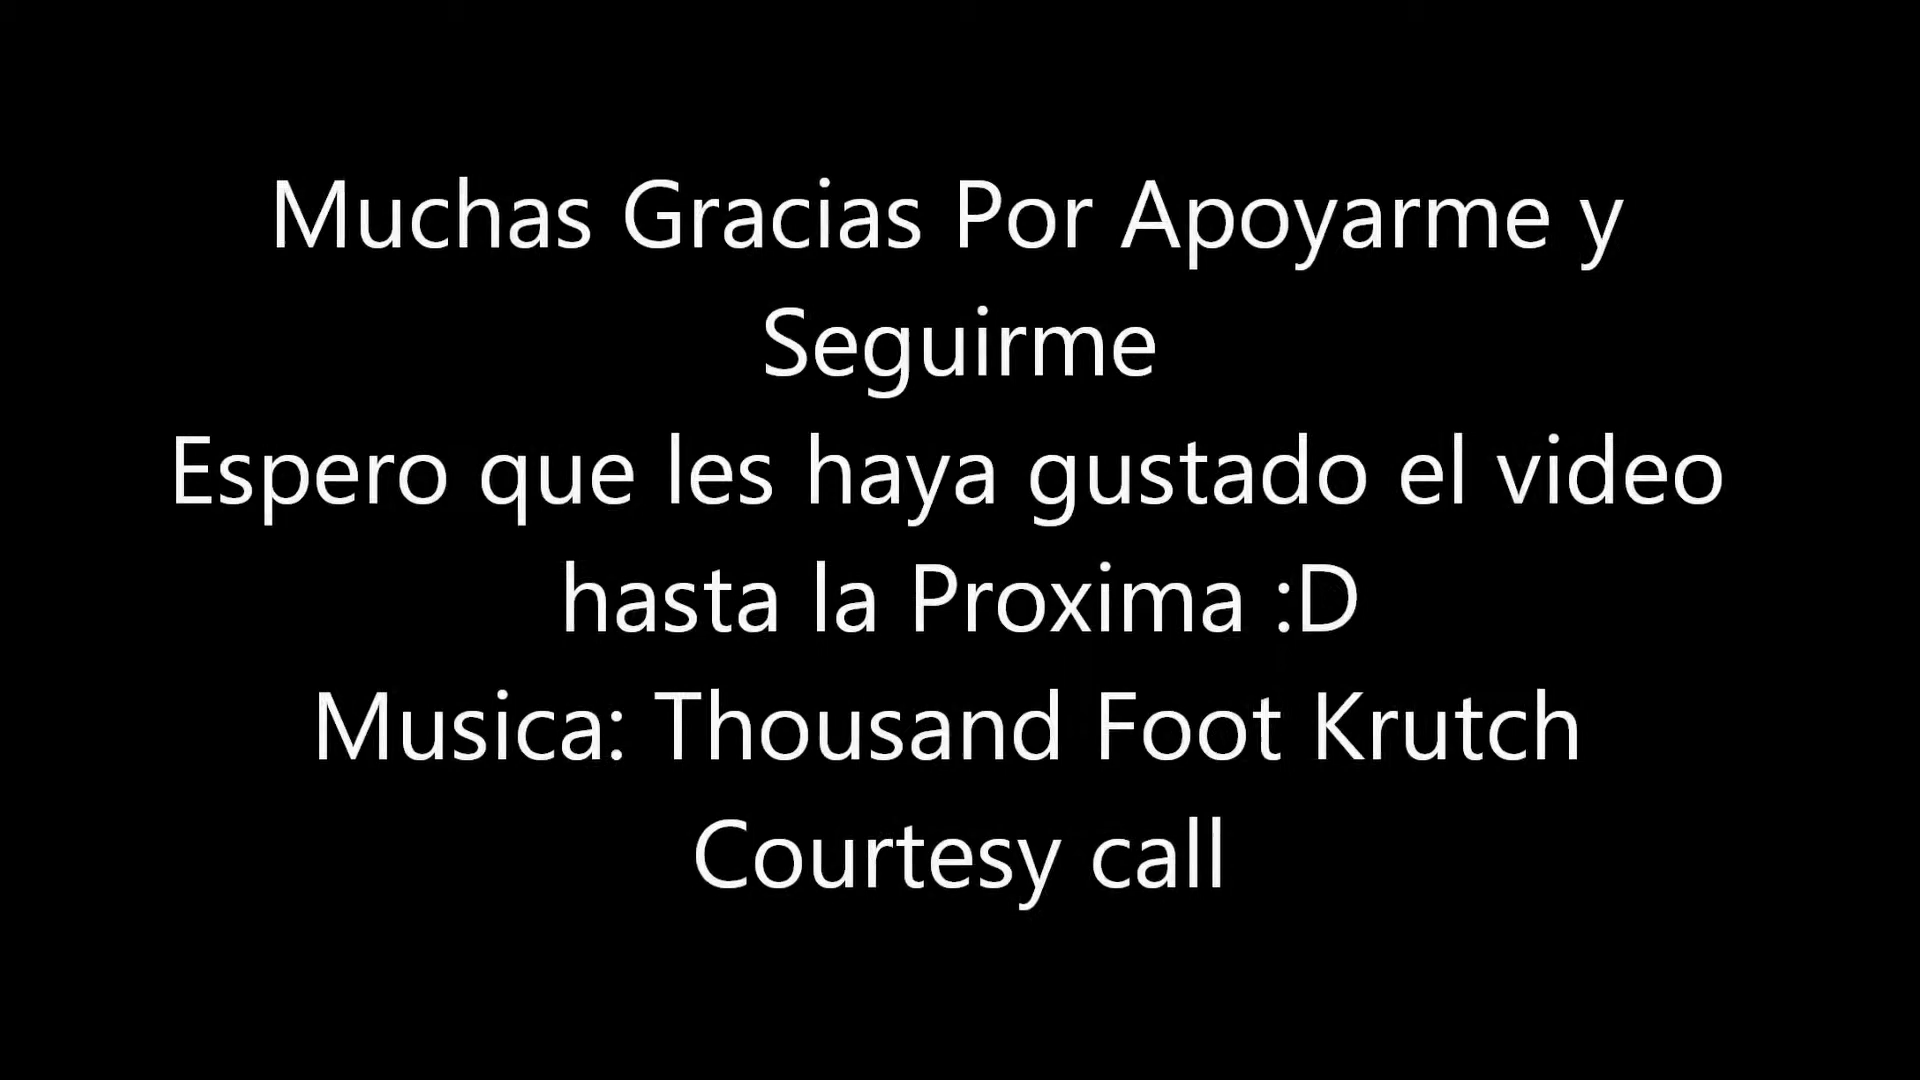 Muchas Gracias Por Apoyarme y
Seguirme
Espero que les haya gustado el video
hasta la Proxima :D
Musica: Thousand Foot Krutch
Courtesy call